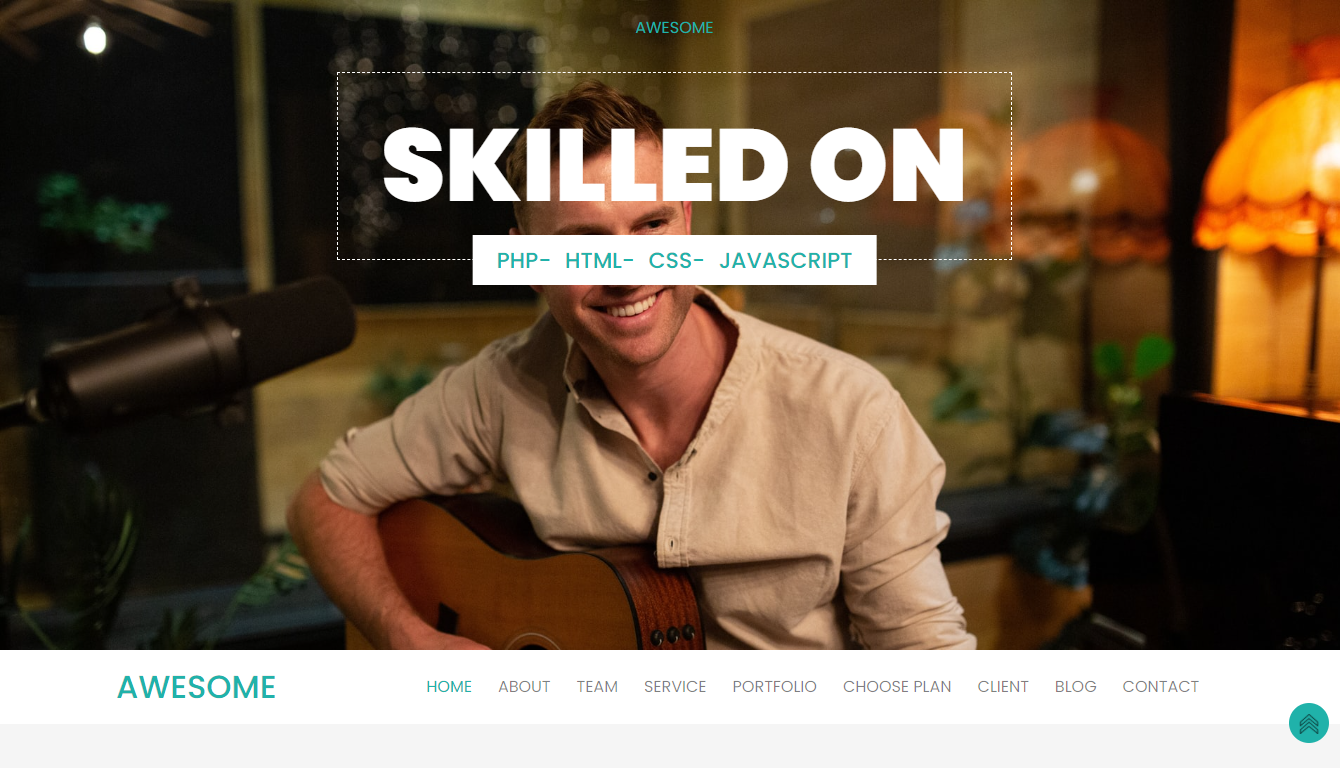 AWESOME
SKILLED ON
PHP- HTML- CSS- JAVASCRIPT
AWESOME
HOME ABOUT TEAM SERVICE PORTFOLIO CHOOSE PLAN CLIENT BLOG CONTACT